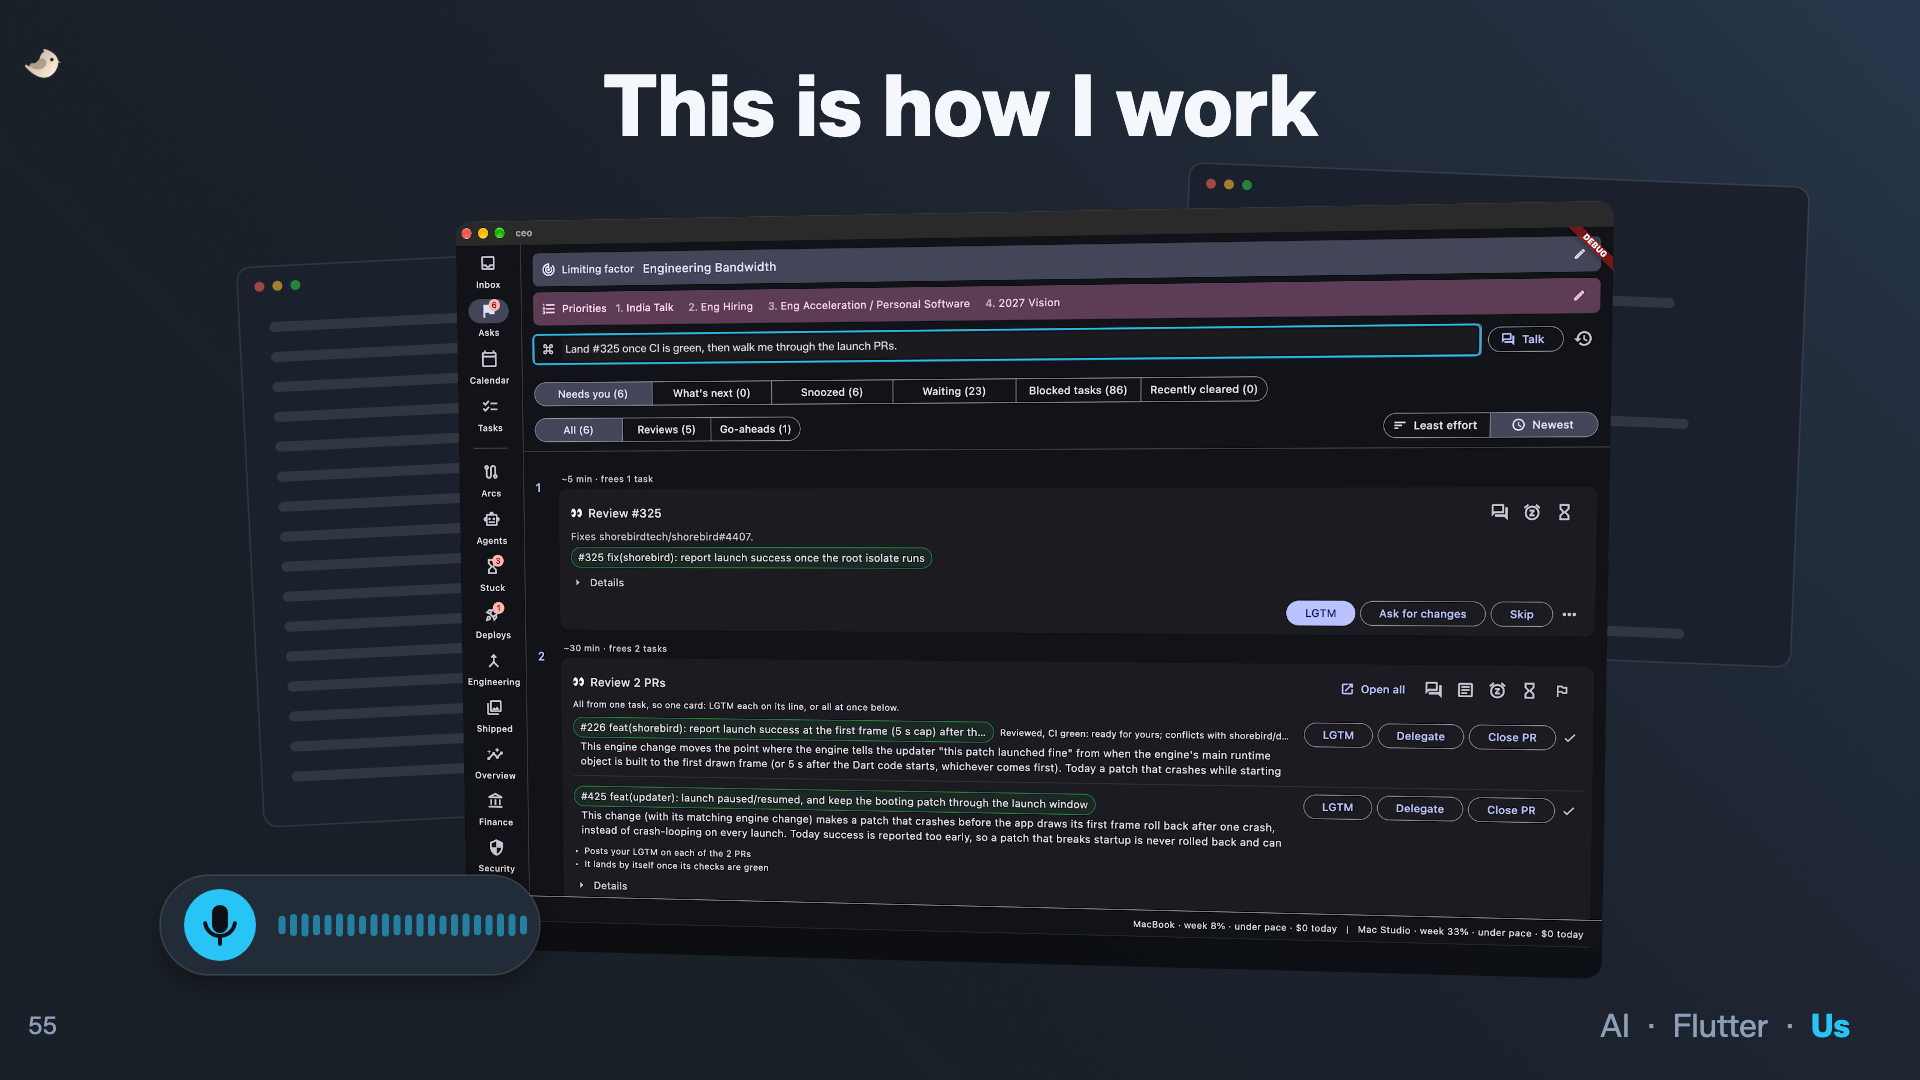 This is how I work
ceo
DEBUG
Limiting factor Engineering Bandwidth
Priorities 1. India Talk 2. Eng Hiring 3. Eng Acceleration / Personal Software 4. 2027 Vision
Land #325 once CI is green, then walk me through the launch PRs.
Talk
Needs you (6) What's next (0) Snoozed (6) Waiting (23) Blocked tasks (86) Recently cleared (0)
All (6) Reviews (5) Go-aheads (1)
Least effort Newest
Inbox
6
Asks
Calendar
Tasks
Arcs
Agents
3
Stuck
1
Deploys
Engineering
Shipped
Overview
Finance
Security
1
~5 min · frees 1 task
Review #325
Fixes shorebirdtech/shorebird#4407.
#325 fix(shorebird): report launch success once the root isolate runs
Details
LGTM Ask for changes Skip
2
~30 min · frees 2 tasks
Review 2 PRs
Open all
All from one task, so one card: LGTM each on its line, or all at once below.
#226 feat(shorebird): report launch success at the first frame (5 s cap) after th... Reviewed, CI green: ready for yours; conflicts with shorebird/d...
LGTM Delegate Close PR
This engine change moves the point where the engine tells the updater "this patch launched fine" from when the engine's main runtime
object is built to the first drawn frame (or 5 s after the Dart code starts, whichever comes first). Today a patch that crashes while starting
#425 feat(updater): launch paused/resumed, and keep the booting patch through the launch window
LGTM Delegate Close PR
This change (with its matching engine change) makes a patch that crashes before the app draws its first frame roll back after one crash,
instead of crash-looping on every launch. Today success is reported too early, so a patch that breaks startup is never rolled back and can
· Posts your LGTM on each of the 2 PRs
· It lands by itself once its checks are green
Details
MacBook · week 8% · under pace · $0 today | Mac Studio · week 33% · under pace · $0 today
55
AI · Flutter · Us